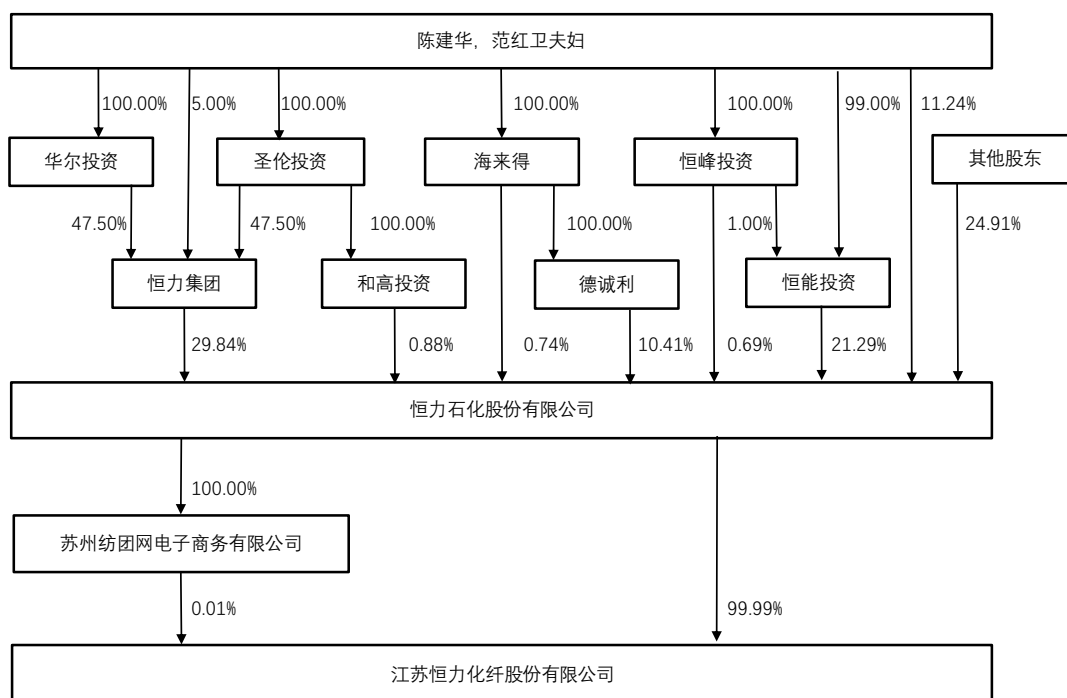 陈建华，范红卫夫妇
100.00%
5.00%
100.00%
100.00%
100.00%
99.00%
11.24%
华尔投资
圣伦投资
海来得
恒峰投资
其他股东
47.50%
47.50%
100.00%
100.00%
1.00%
24.91%
恒力集团
和高投资
德诚利
恒能投资
29.84%
0.88%
0.74%
10.41%
0.69%
21.29%
恒力石化股份有限公司
100.00%
苏州纺团网电子商务有限公司
0.01%
99.99%
江苏恒力化纤股份有限公司